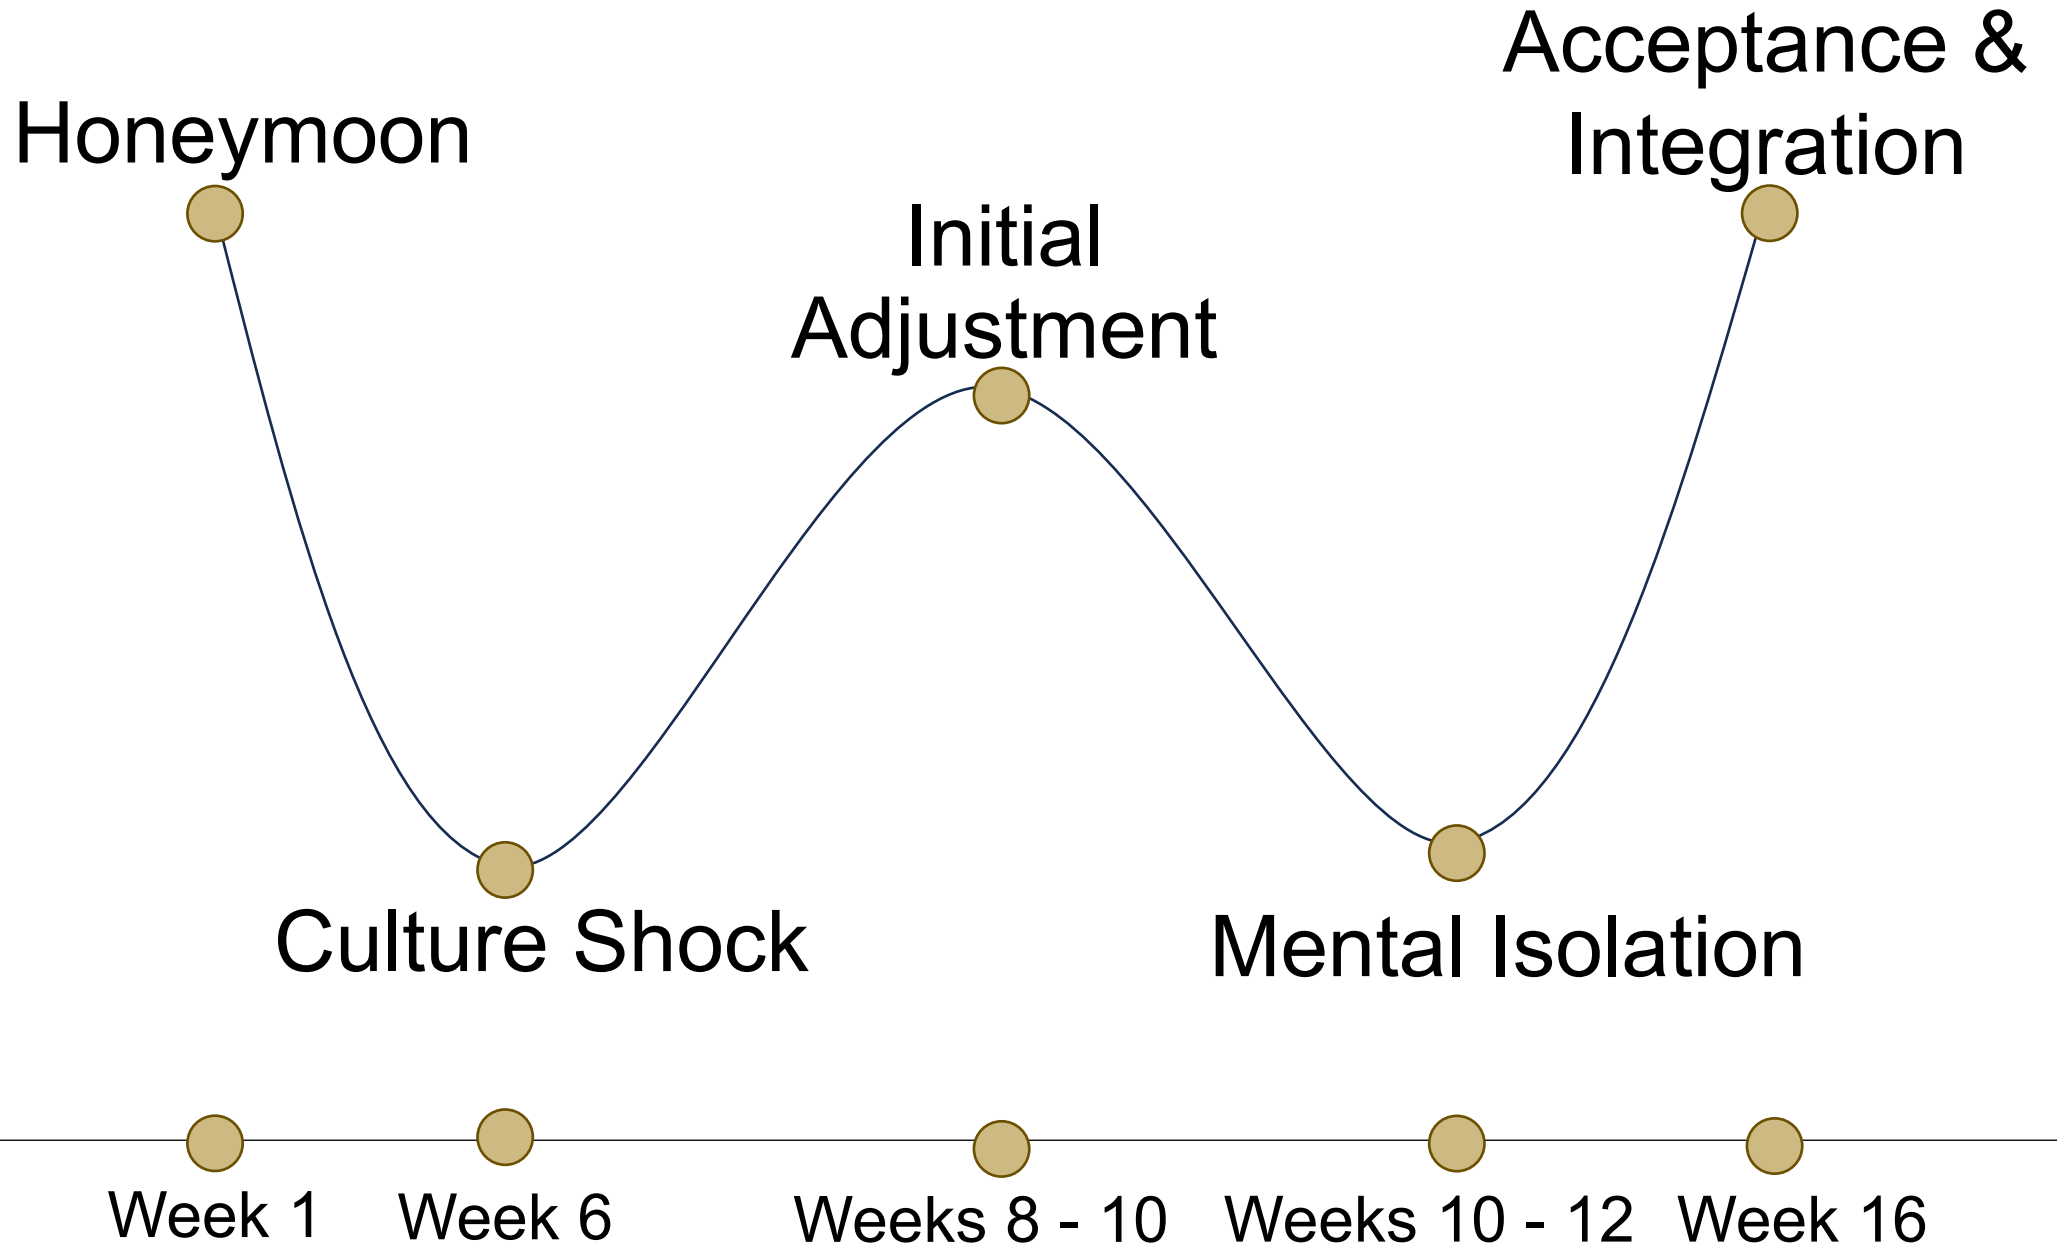 Honeymoon
Acceptance &
Integration
Initial
Adjustment
Culture Shock
Mental Isolation
Week 1
Week 6
Weeks 8 - 10
Weeks 10 - 12
Week 16